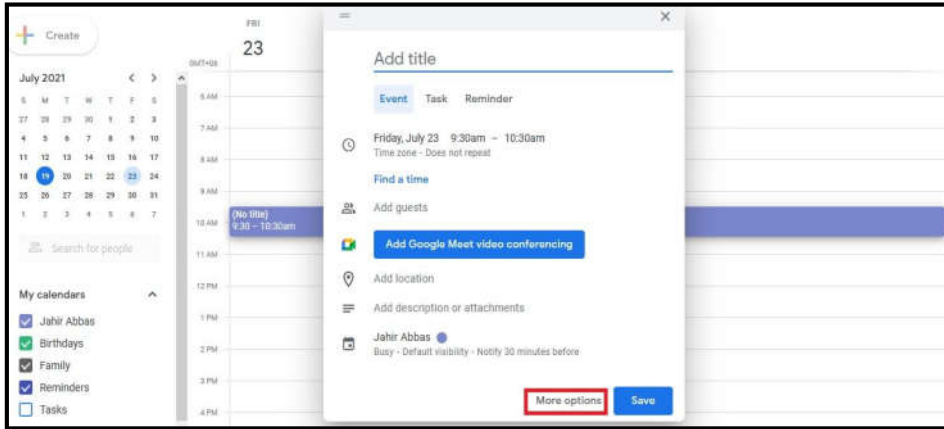 Create
July 2021
S M T W T F S
27 28 29 30 1 2 3
4 5 6 7 8 9 10
11 12 13 14 15 16 17
18 19 20 21 22 23 24
25 26 27 28 29 30 31
1 2 3 4 5 6 7
Search for people
My calendars
Jahir Abbas
Birthdays
Family
Reminders
Tasks
FRI
23
6 AM
7 AM
8 AM
9 AM
10 AM
11 AM
12 PM
1 PM
2 PM
3 PM
4 PM
(No title)
9:30 – 10:30am
Add title
Event Task Reminder
Friday, July 23 9:30am – 10:30am
Time zone - Does not repeat
Find a time
Add guests
Add Google Meet video conferencing
Add location
Add description or attachments
Jahir Abbas
Busy - Default visibility - Notify 30 minutes before
More options Save